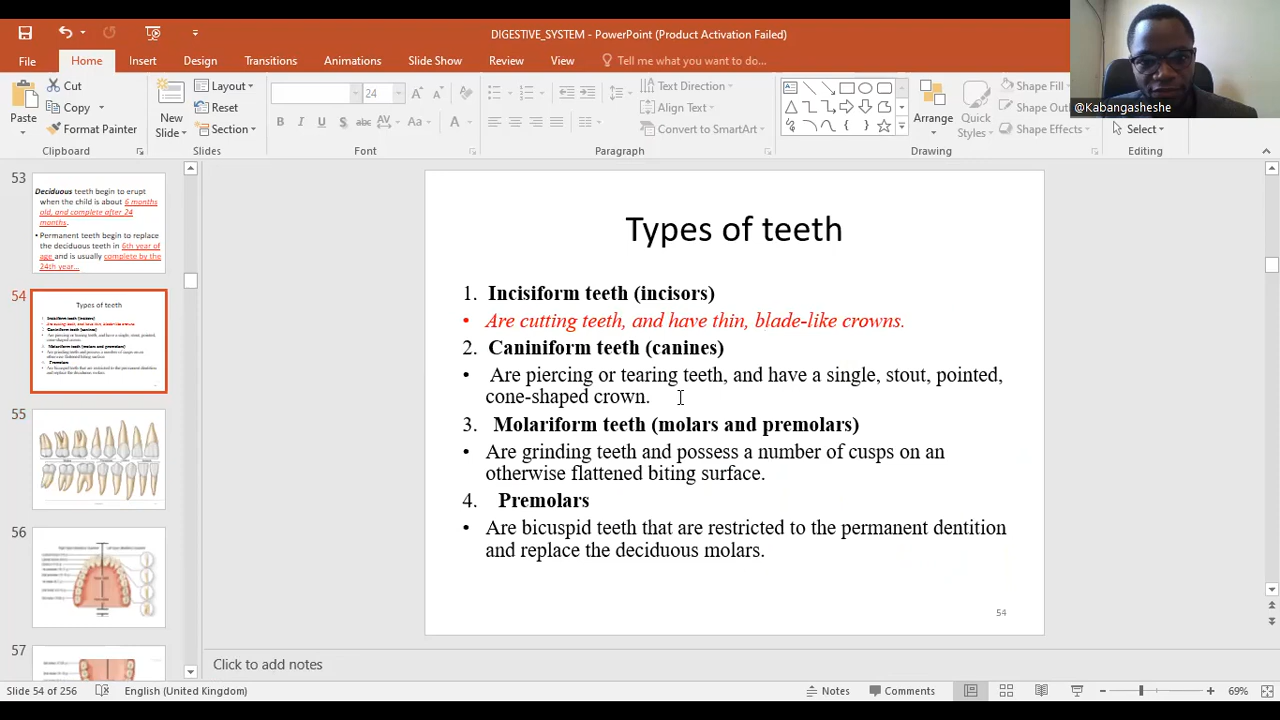 DIGESTIVE_SYSTEM - PowerPoint (Product Activation Failed)
File Home Insert Design Transitions Animations Slide Show Review View Tell me what you want to do...
Paste
Cut
Copy
Format Painter
Clipboard
New
Slide
Layout
Reset
Section
Slides
24
B I U S abc AV Aa A
Font
Text Direction
Align Text
Convert to SmartArt
Paragraph
Arrange
Quick
Styles
Shape Fill
Shape Effects
Drawing
Select
Editing
@Kabangasheshe
53
Deciduous teeth begin to erupt
when the child is about 6 months
old, and complete after 24
months.
• Permanent teeth begin to replace
the deciduous teeth in 6th year of
age and is usually complete by the
24th year...
54
Types of teeth
55
56
57
Types of teeth
1. Incisiform teeth (incisors)
• Are cutting teeth, and have thin, blade-like crowns.
2. Caniniform teeth (canines)
• Are piercing or tearing teeth, and have a single, stout, pointed,
cone-shaped crown.
3. Molariform teeth (molars and premolars)
• Are grinding teeth and possess a number of cusps on an
otherwise flattened biting surface.
4. Premolars
• Are bicuspid teeth that are restricted to the permanent dentition
and replace the deciduous molars.
54
Click to add notes
Slide 54 of 256 English (United Kingdom) Notes Comments 69%